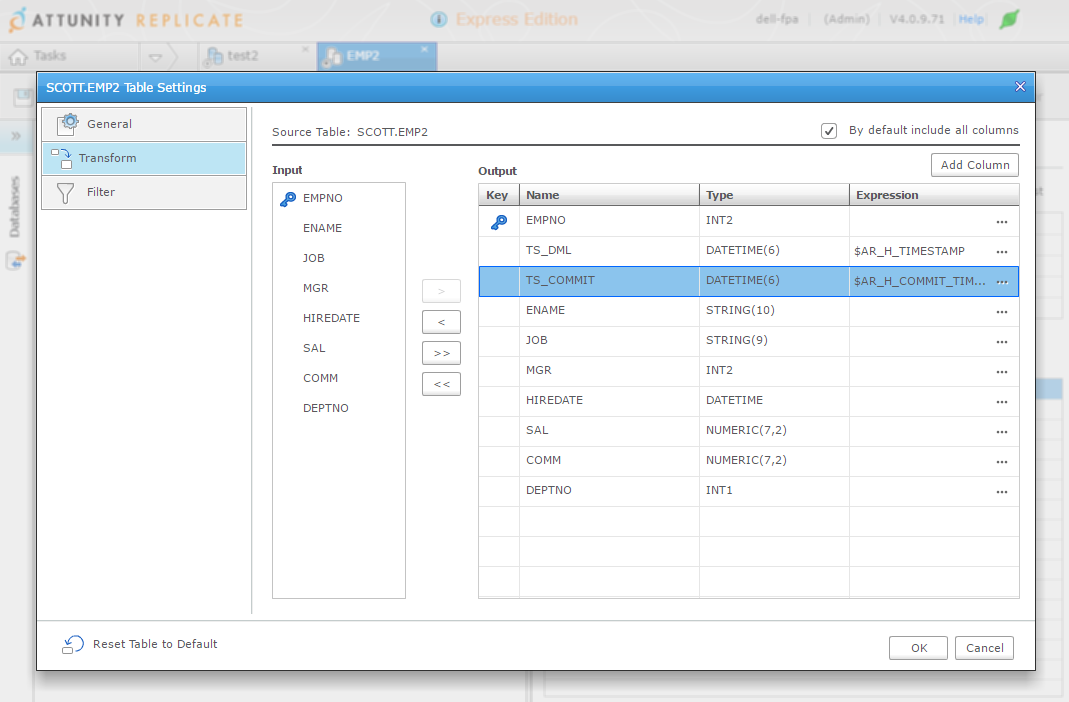 ATTUNITY REPLICATE
Express Edition
dell-fpa (Admin) V4.0.9.71 Help
Tasks
test2
EMP2
SCOTT.EMP2 Table Settings
General
Transform
Filter
Databases
Source Table: SCOTT.EMP2
By default include all columns
Input
Output
Add Column
Key Name Type Expression
EMPNO
ENAME
JOB
MGR
HIREDATE
SAL
COMM
DEPTNO
>
<
>>
<<
EMPNO INT2 ...
TS_DML DATETIME(6) $AR_H_TIMESTAMP ...
TS_COMMIT DATETIME(6) $AR_H_COMMIT_TIM... ...
ENAME STRING(10) ...
JOB STRING(9) ...
MGR INT2 ...
HIREDATE DATETIME ...
SAL NUMERIC(7,2) ...
COMM NUMERIC(7,2) ...
DEPTNO INT1 ...
Reset Table to Default
OK
Cancel